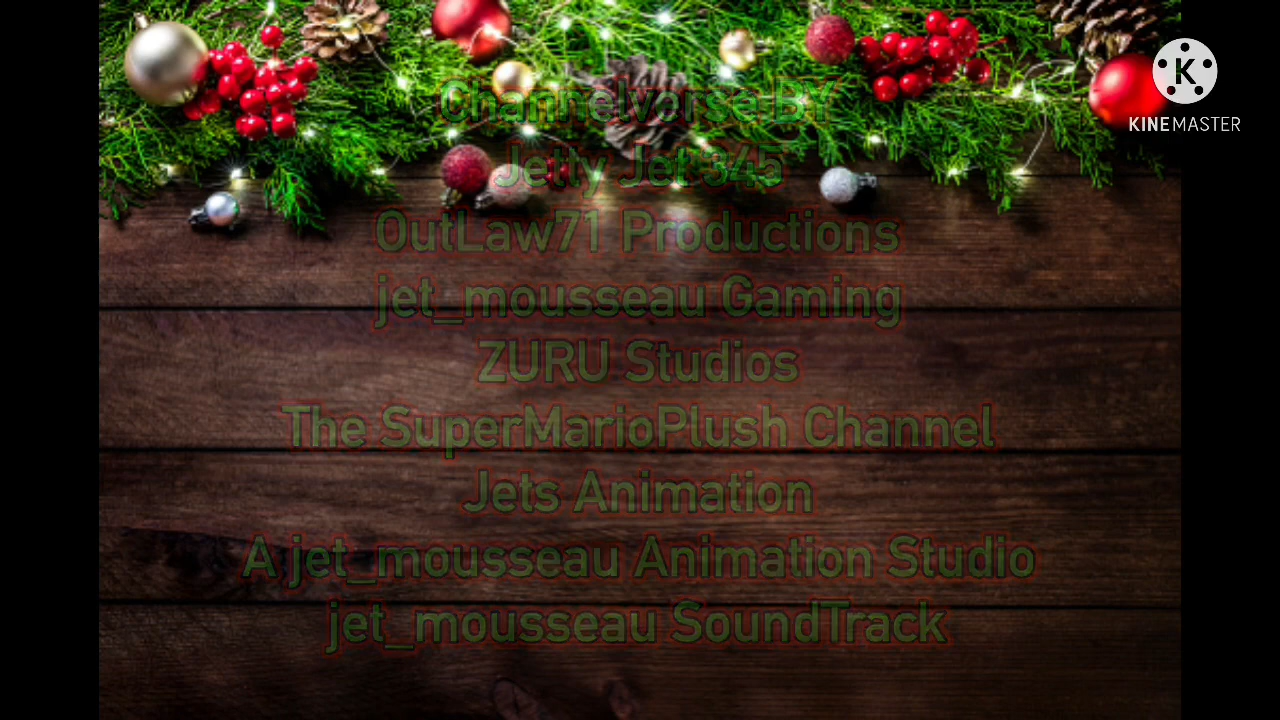 Channelverse BY
Jetty Jet 345
OutLaw71 Productions
jet_mousseau Gaming
ZURU Studios
The SuperMarioPlush Channel
Jets Animation
A jet_mousseau Animation Studio
jet_mousseau SoundTrack
K
KINEMASTER